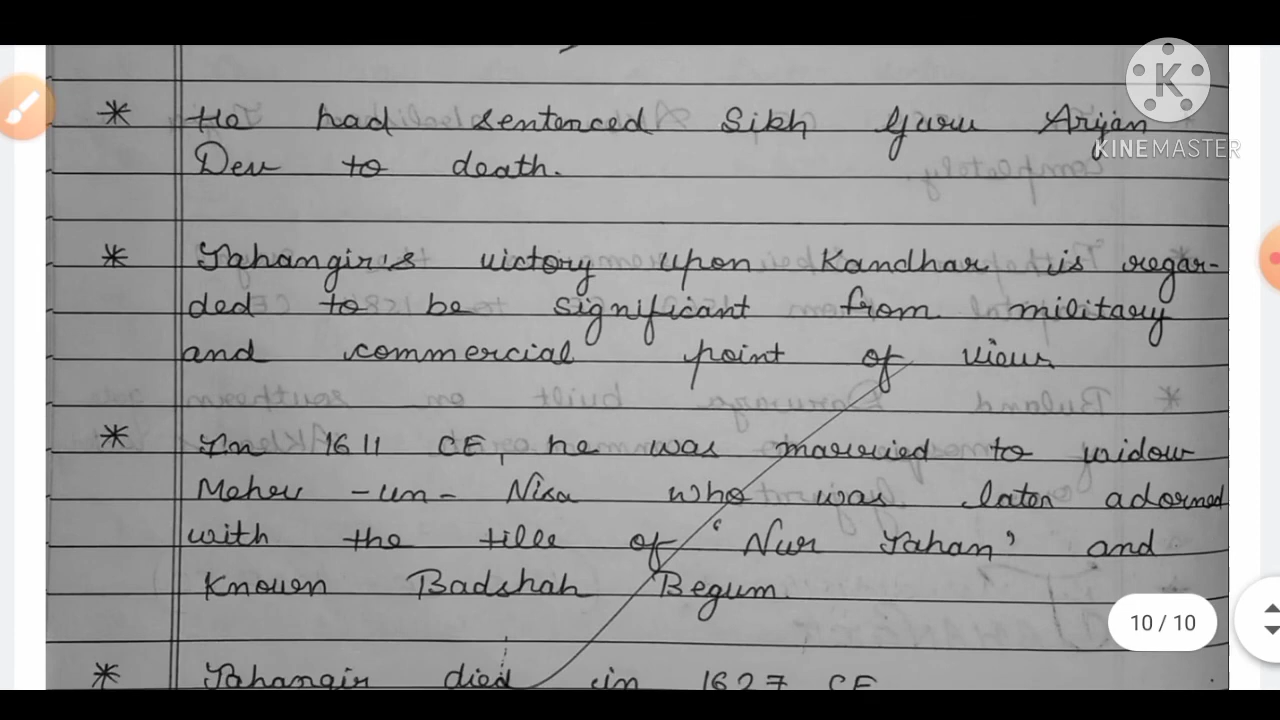 K
KINEMASTER
* He had sentenced Sikh Guru Arjan
Dev to death.
* Jahangir's victory upon Kandhar is regar-
ded to be significant from military
and commercial point of view.
* In 1611 CE, he was married to widow
Meher-un-Nisa who was later adorned
with the title of 'Nur Jahan' and
Known Badshah Begum.
10 / 10
* Jahangir died in 1627 CE